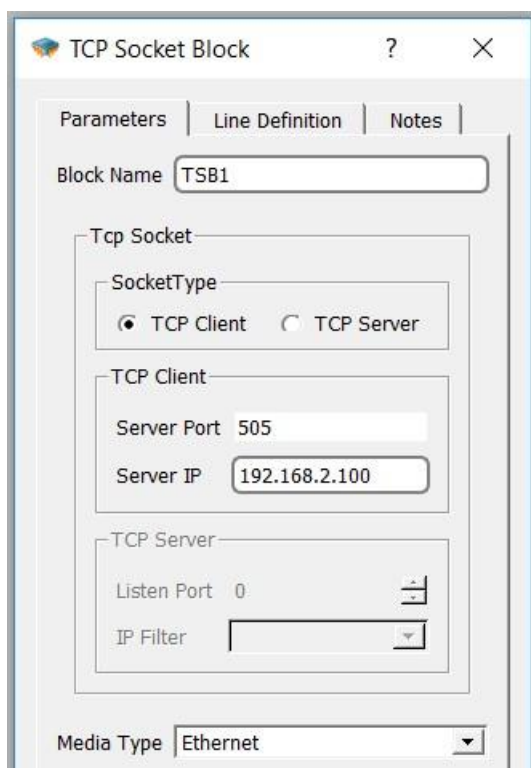 TCP Socket Block ?
Parameters Line Definition Notes
Block Name TSB1
Tcp Socket
SocketType
TCP Client TCP Server
TCP Client
Server Port 505
Server IP 192.168.2.100
TCP Server
Listen Port 0
IP Filter
Media Type Ethernet